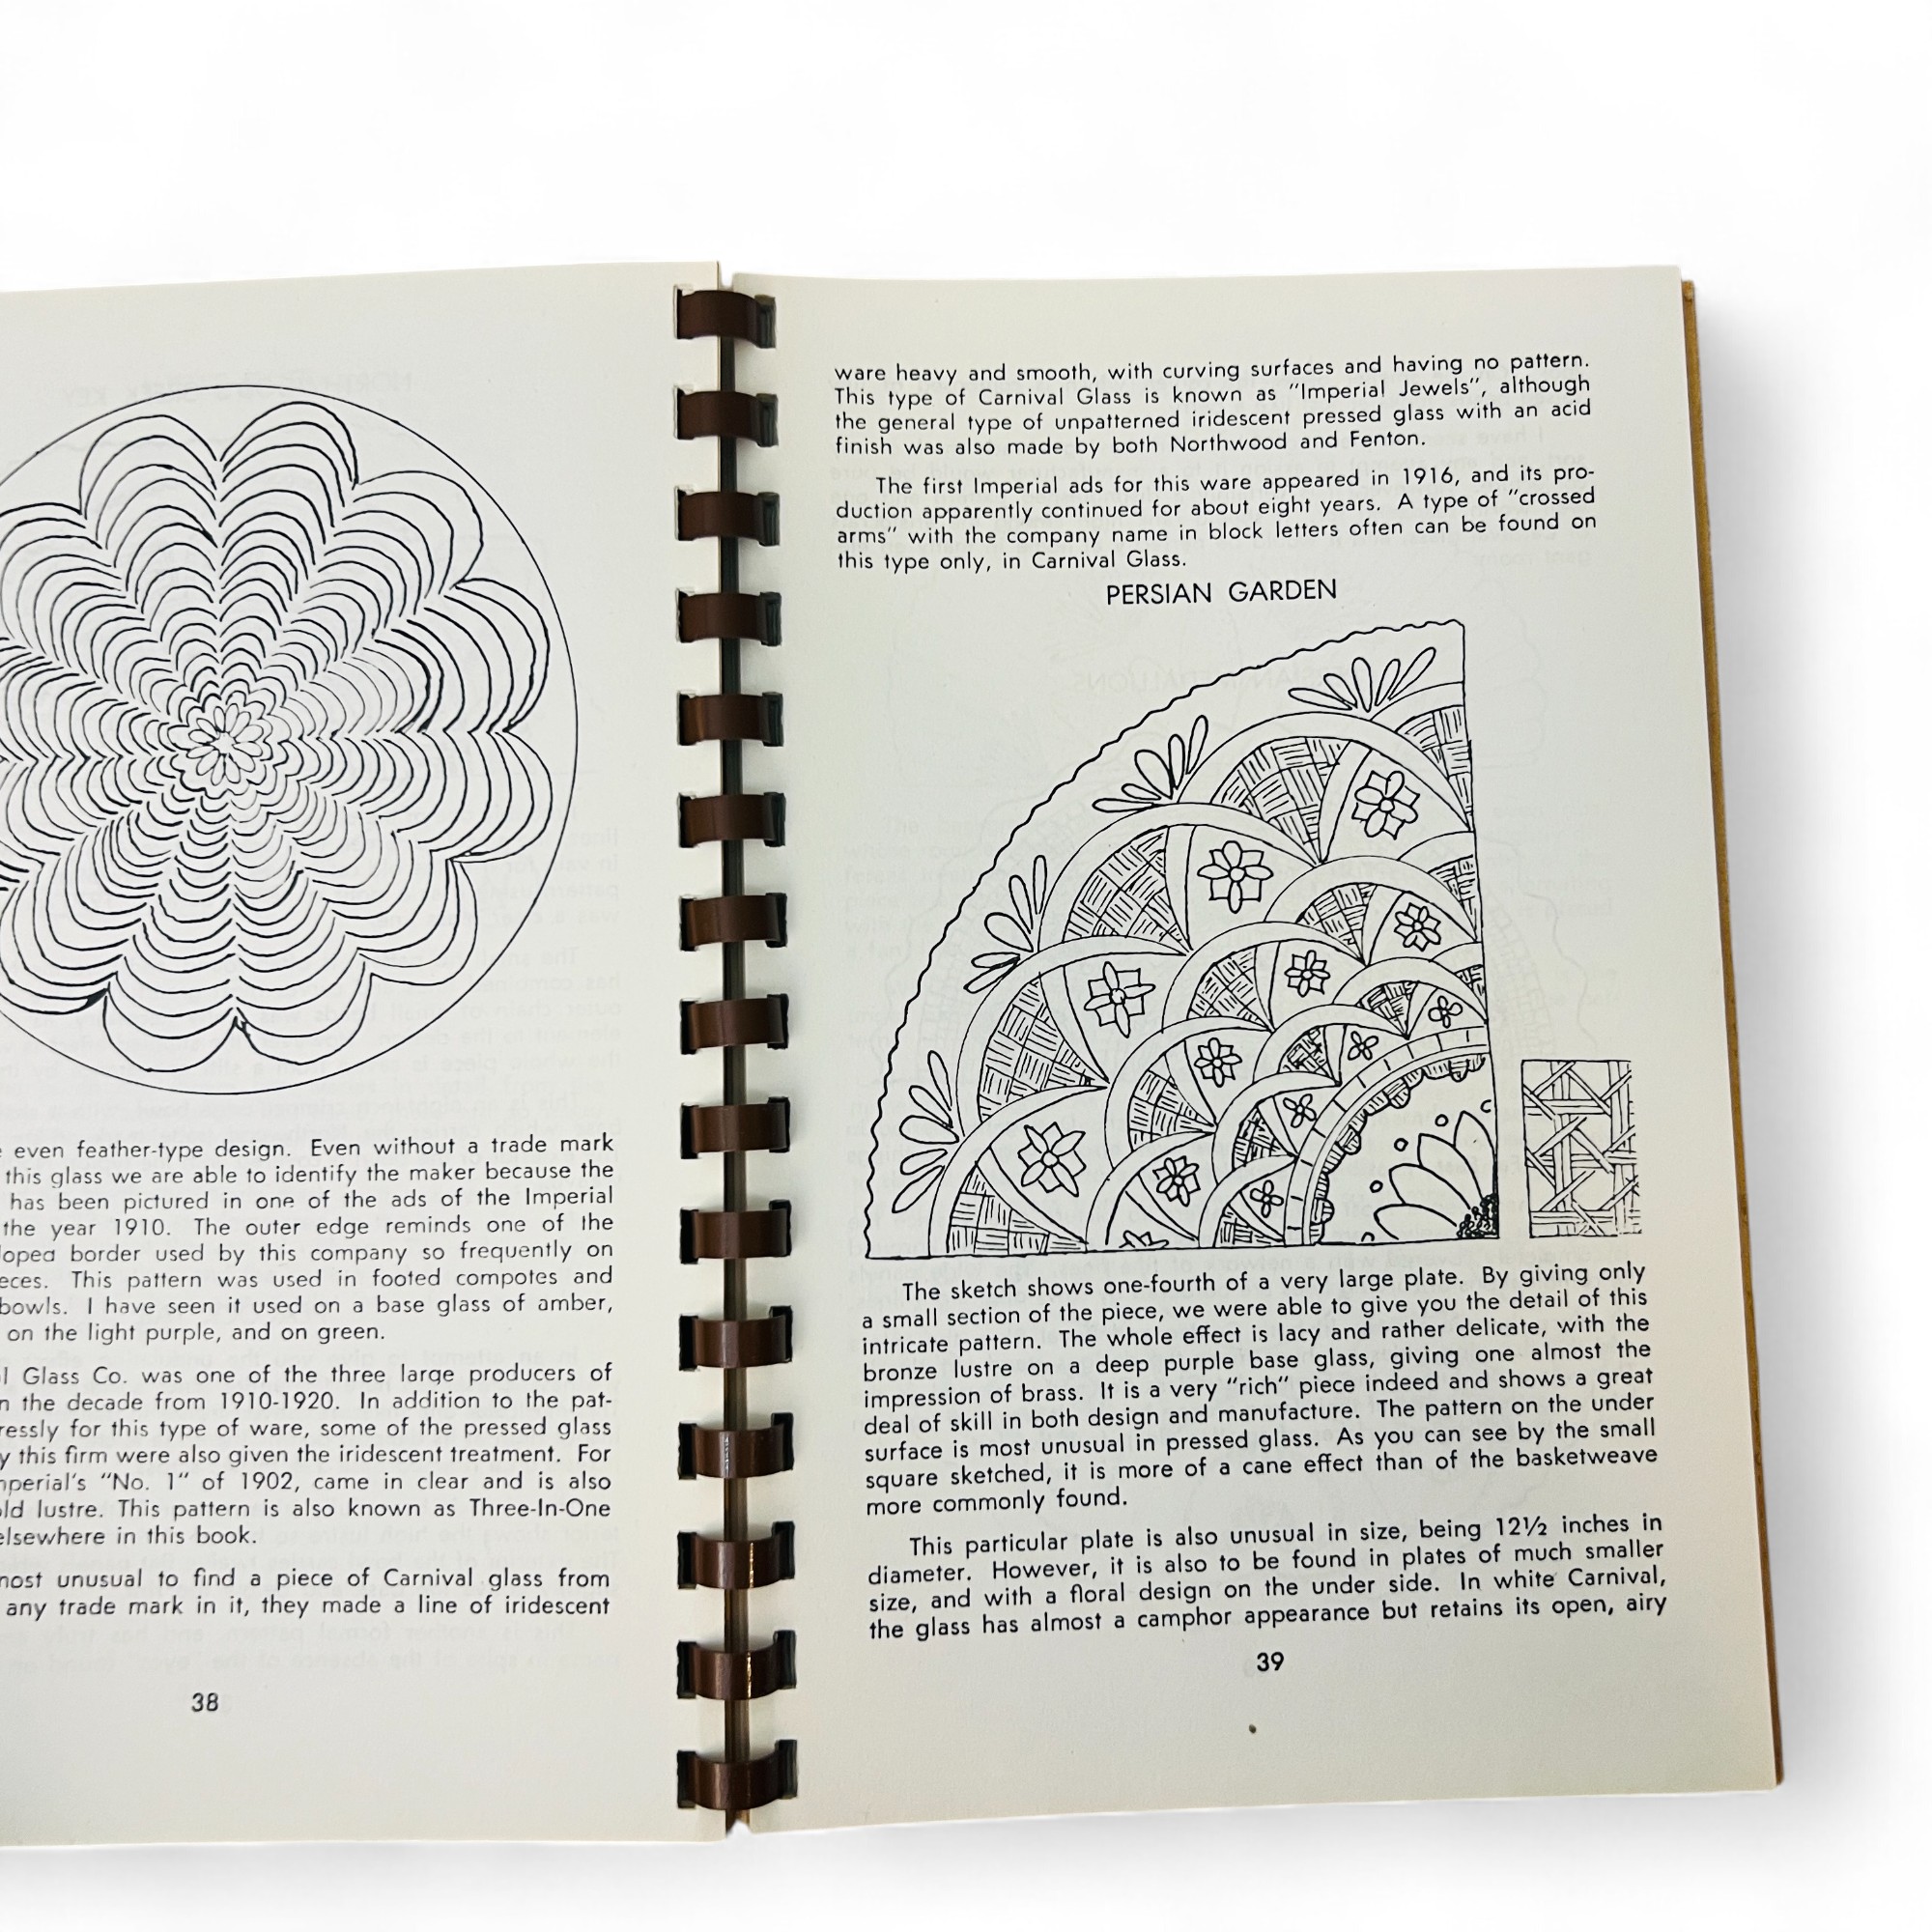 even feather-type design. Even without a trade mark
this glass we are able to identify the maker because the
has been pictured in one of the ads of the Imperial
the year 1910. The outer edge reminds one of the
loped border used by this company so frequently on
eces. This pattern was used in footed compotes and
bowls. I have seen it used on a base glass of amber,
on the light purple, and on green.
l Glass Co. was one of the three large producers of
n the decade from 1910-1920. In addition to the pat-
ressly for this type of ware, some of the pressed glass
y this firm were also given the iridescent treatment. For
mperial's "No. 1" of 1902, came in clear and is also
old lustre. This pattern is also known as Three-In-One
elsewhere in this book.
most unusual to find a piece of Carnival glass from
any trade mark in it, they made a line of iridescent
38
ware heavy and smooth, with curving surfaces and having no pattern.
This type of Carnival Glass is known as "Imperial Jewels", although
the general type of unpatterned iridescent pressed glass with an acid
finish was also made by both Northwood and Fenton.
The first Imperial ads for this ware appeared in 1916, and its pro-
duction apparently continued for about eight years. A type of "crossed
arms" with the company name in block letters often can be found on
this type only, in Carnival Glass.
PERSIAN GARDEN
The sketch shows one-fourth of a very large plate. By giving only
a small section of the piece, we were able to give you the detail of this
intricate pattern. The whole effect is lacy and rather delicate, with the
bronze lustre on a deep purple base glass, giving one almost the
impression of brass. It is a very "rich" piece indeed and shows a great
deal of skill in both design and manufacture. The pattern on the under
surface is most unusual in pressed glass. As you can see by the small
square sketched, it is more of a cane effect than of the basketweave
more commonly found.
This particular plate is also unusual in size, being 12½ inches in
diameter. However, it is also to be found in plates of much smaller
size, and with a floral design on the under side. In white Carnival,
the glass has almost a camphor appearance but retains its open, airy
39